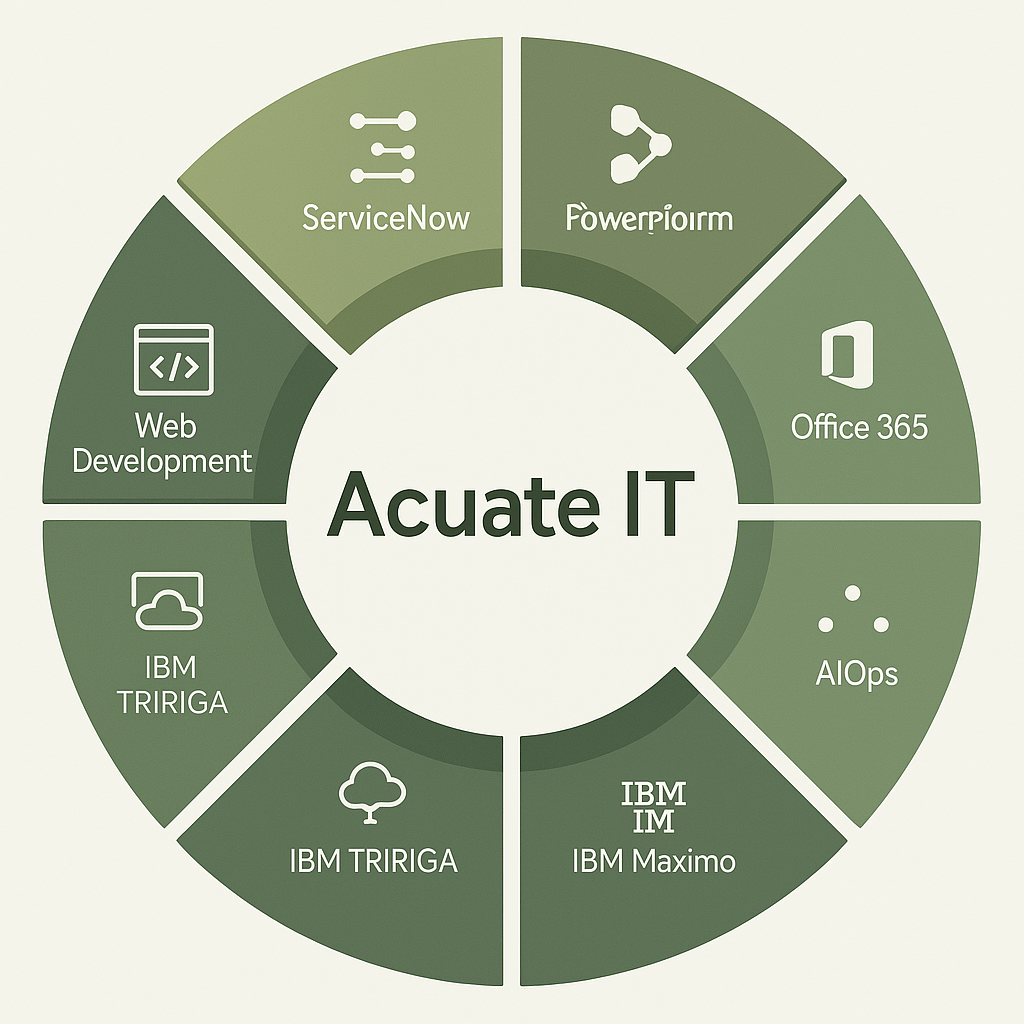 ServiceNow
Office 365
AIOps
IBM
IM
IBM Maximo
IBM TRIRIGA
IBM
TRIRIGA
Web
Development
Acuate IT